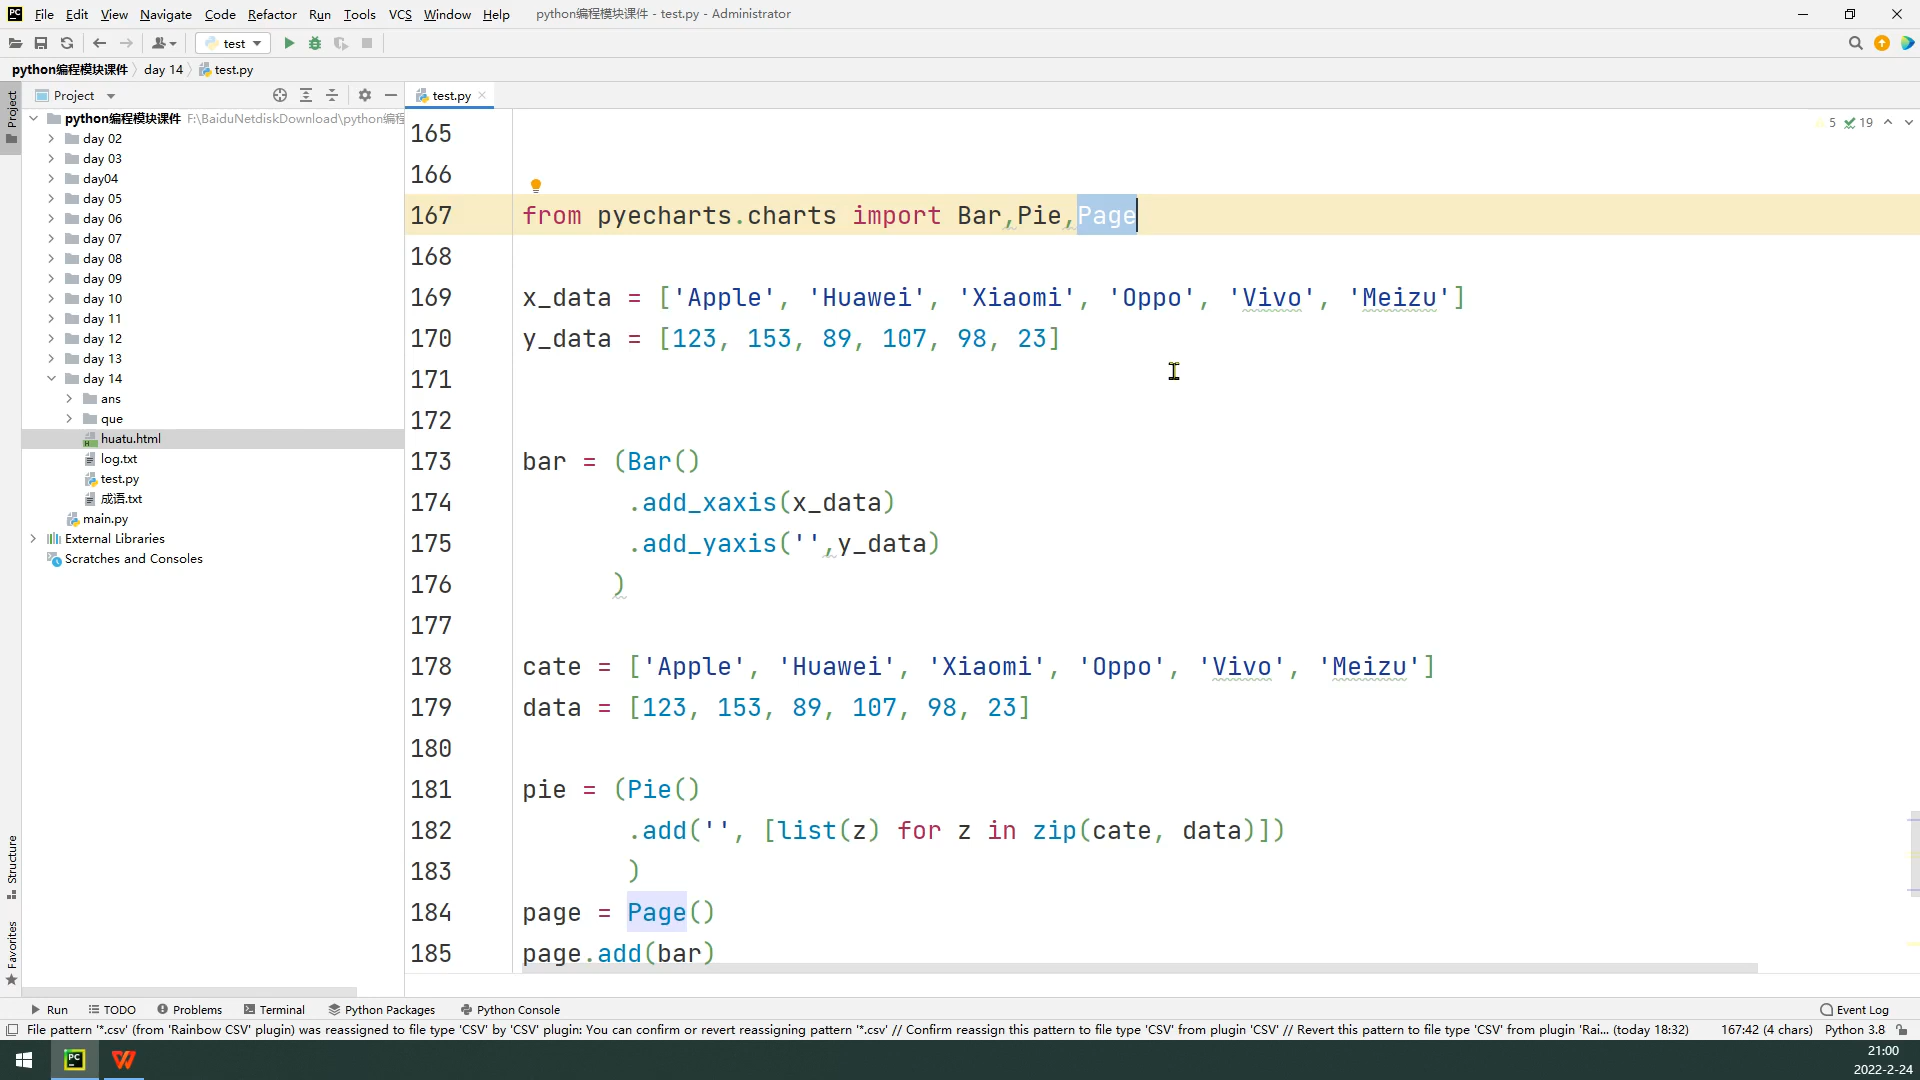 File Edit View Navigate Code Refactor Run Tools VCS Window Help python编程模块课件 - test.py - Administrator
test
python编程模块课件 day 14 test.py
Project
test.py
python编程模块课件 F:\BaiduNetdiskDownload\python编程
day 02
day 03
day04
day 05
day 06
day 07
day 08
day 09
day 10
day 11
day 12
day 13
day 14
ans
que
huatu.html
log.txt
test.py
成语.txt
main.py
External Libraries
Scratches and Consoles
Project
Structure
Favorites
5 19
165
166
167 from pyecharts.charts import Bar,Pie,Page
168
169 x_data = ['Apple', 'Huawei', 'Xiaomi', 'Oppo', 'Vivo', 'Meizu']
170 y_data = [123, 153, 89, 107, 98, 23]
171
172
173 bar = (Bar()
174 .add_xaxis(x_data)
175 .add_yaxis('',y_data)
176 )
177
178 cate = ['Apple', 'Huawei', 'Xiaomi', 'Oppo', 'Vivo', 'Meizu']
179 data = [123, 153, 89, 107, 98, 23]
180
181 pie = (Pie()
182 .add('', [list(z) for z in zip(cate, data)])
183 )
184 page = Page()
185 page.add(bar)
Run TODO Problems Terminal Python Packages Python Console Event Log
File pattern '*.csv' (from 'Rainbow CSV' plugin) was reassigned to file type 'CSV' by 'CSV' plugin: You can confirm or revert reassigning pattern '*.csv' // Confirm reassign this pattern to file type 'CSV' from plugin 'CSV' // Revert this pattern to file type 'CSV' from plugin 'Rai... (today 18:32) 167:42 (4 chars) Python 3.8
21:00
2022-2-24